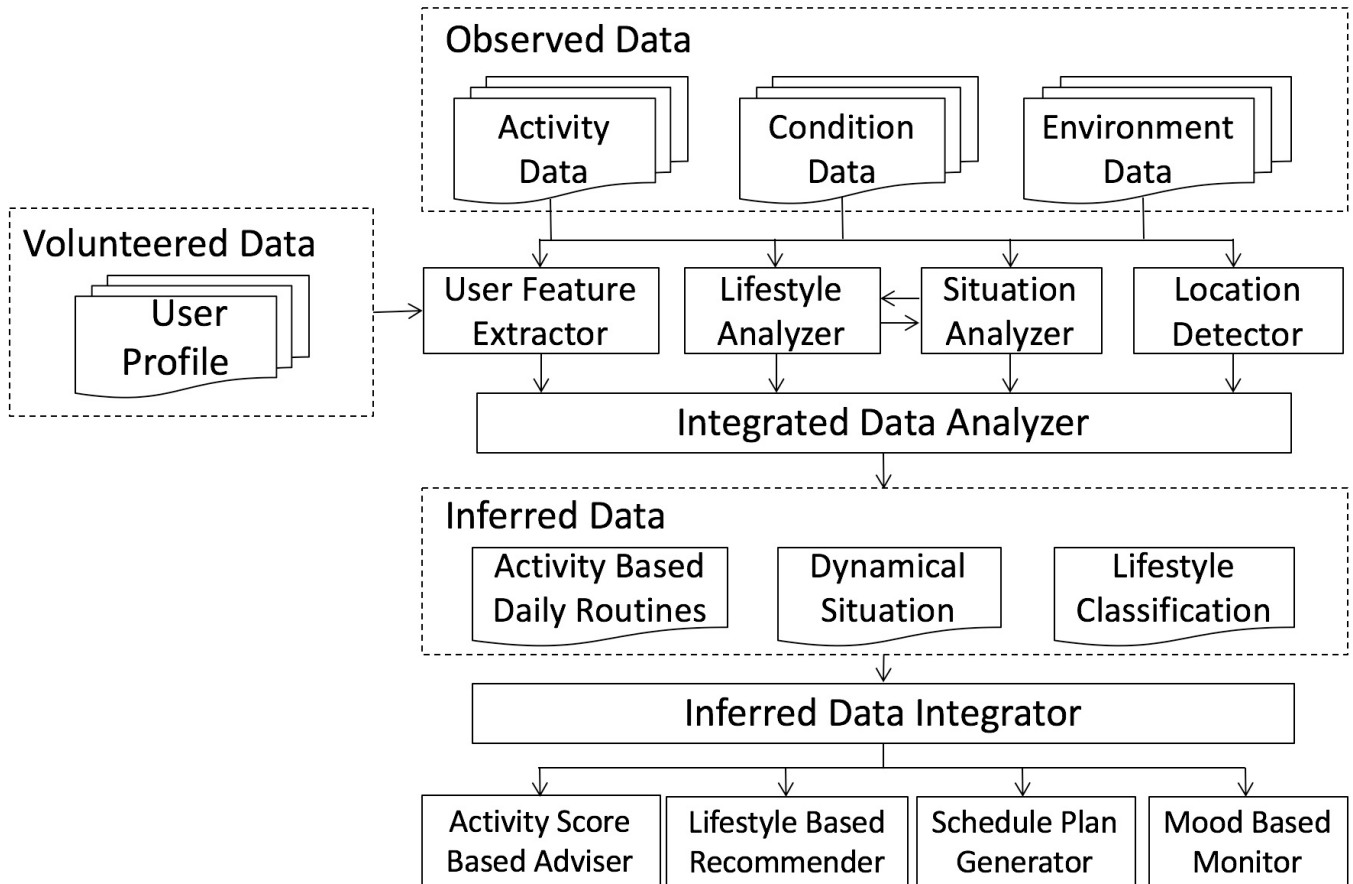 Observed Data
Activity
Data
Condition
Data
Environment
Data
Volunteered Data
User
Profile
User Feature
Extractor
Lifestyle
Analyzer
Situation
Analyzer
Location
Detector
Integrated Data Analyzer
Inferred Data
Activity Based
Daily Routines
Dynamical
Situation
Lifestyle
Classification
Inferred Data Integrator
Activity Score
Based Adviser
Lifestyle Based
Recommender
Schedule Plan
Generator
Mood Based
Monitor